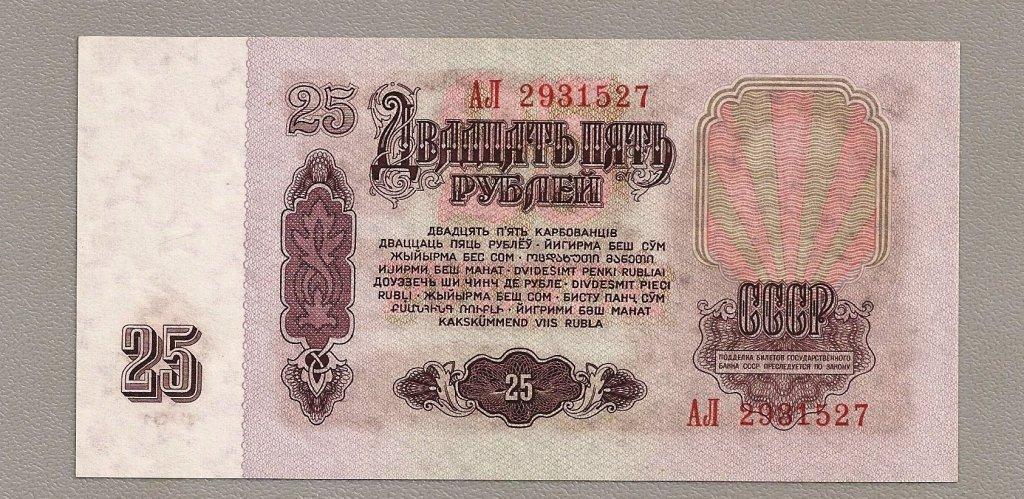 25
АЛ 2931527
ДВАДЦАТЬ ПЯТЬ
РУБЛЕЙ
ДВАДЦЯТЬ П'ЯТЬ КАРБОВАНЦІВ
ДВАЦЦАЦЬ ПЯЦЬ РУБЛЁЎ · ЙИГИРМА БЕШ СЎМ
ЖЫЙЫРМА БЕС СОМ · ᲝᲪᲓᲐᲮᲣᲗᲘ ᲛᲐᲜᲔᲗᲘ
ИЈИРМИ БЕШ МАНАТ · DVIDEŠIMT PENKI RUBLIAI
ДОУЭЗЕЧЬ ШИ ЧИНЧ ДЕ РУБЛЕ · DIVDESMIT PIECI
RUBĻI · ЖЫЙЫРМА БЕШ СОМ · БИСТУ ПАНҶ СЎМ
ՔՍԱՆՀԻՆԳ ՌՈՒԲԼԻ · ЙИГРИМИ БӘШ МАНАТ
KAKSKÜMMEND VIIS RUBLA
25
25
СССР
ПОДДЕЛКА БИЛЕТОВ ГОСУДАРСТВЕННОГО
БАНКА СССР ПРЕСЛЕДУЕТСЯ ПО ЗАКОНУ
АЛ 2931527